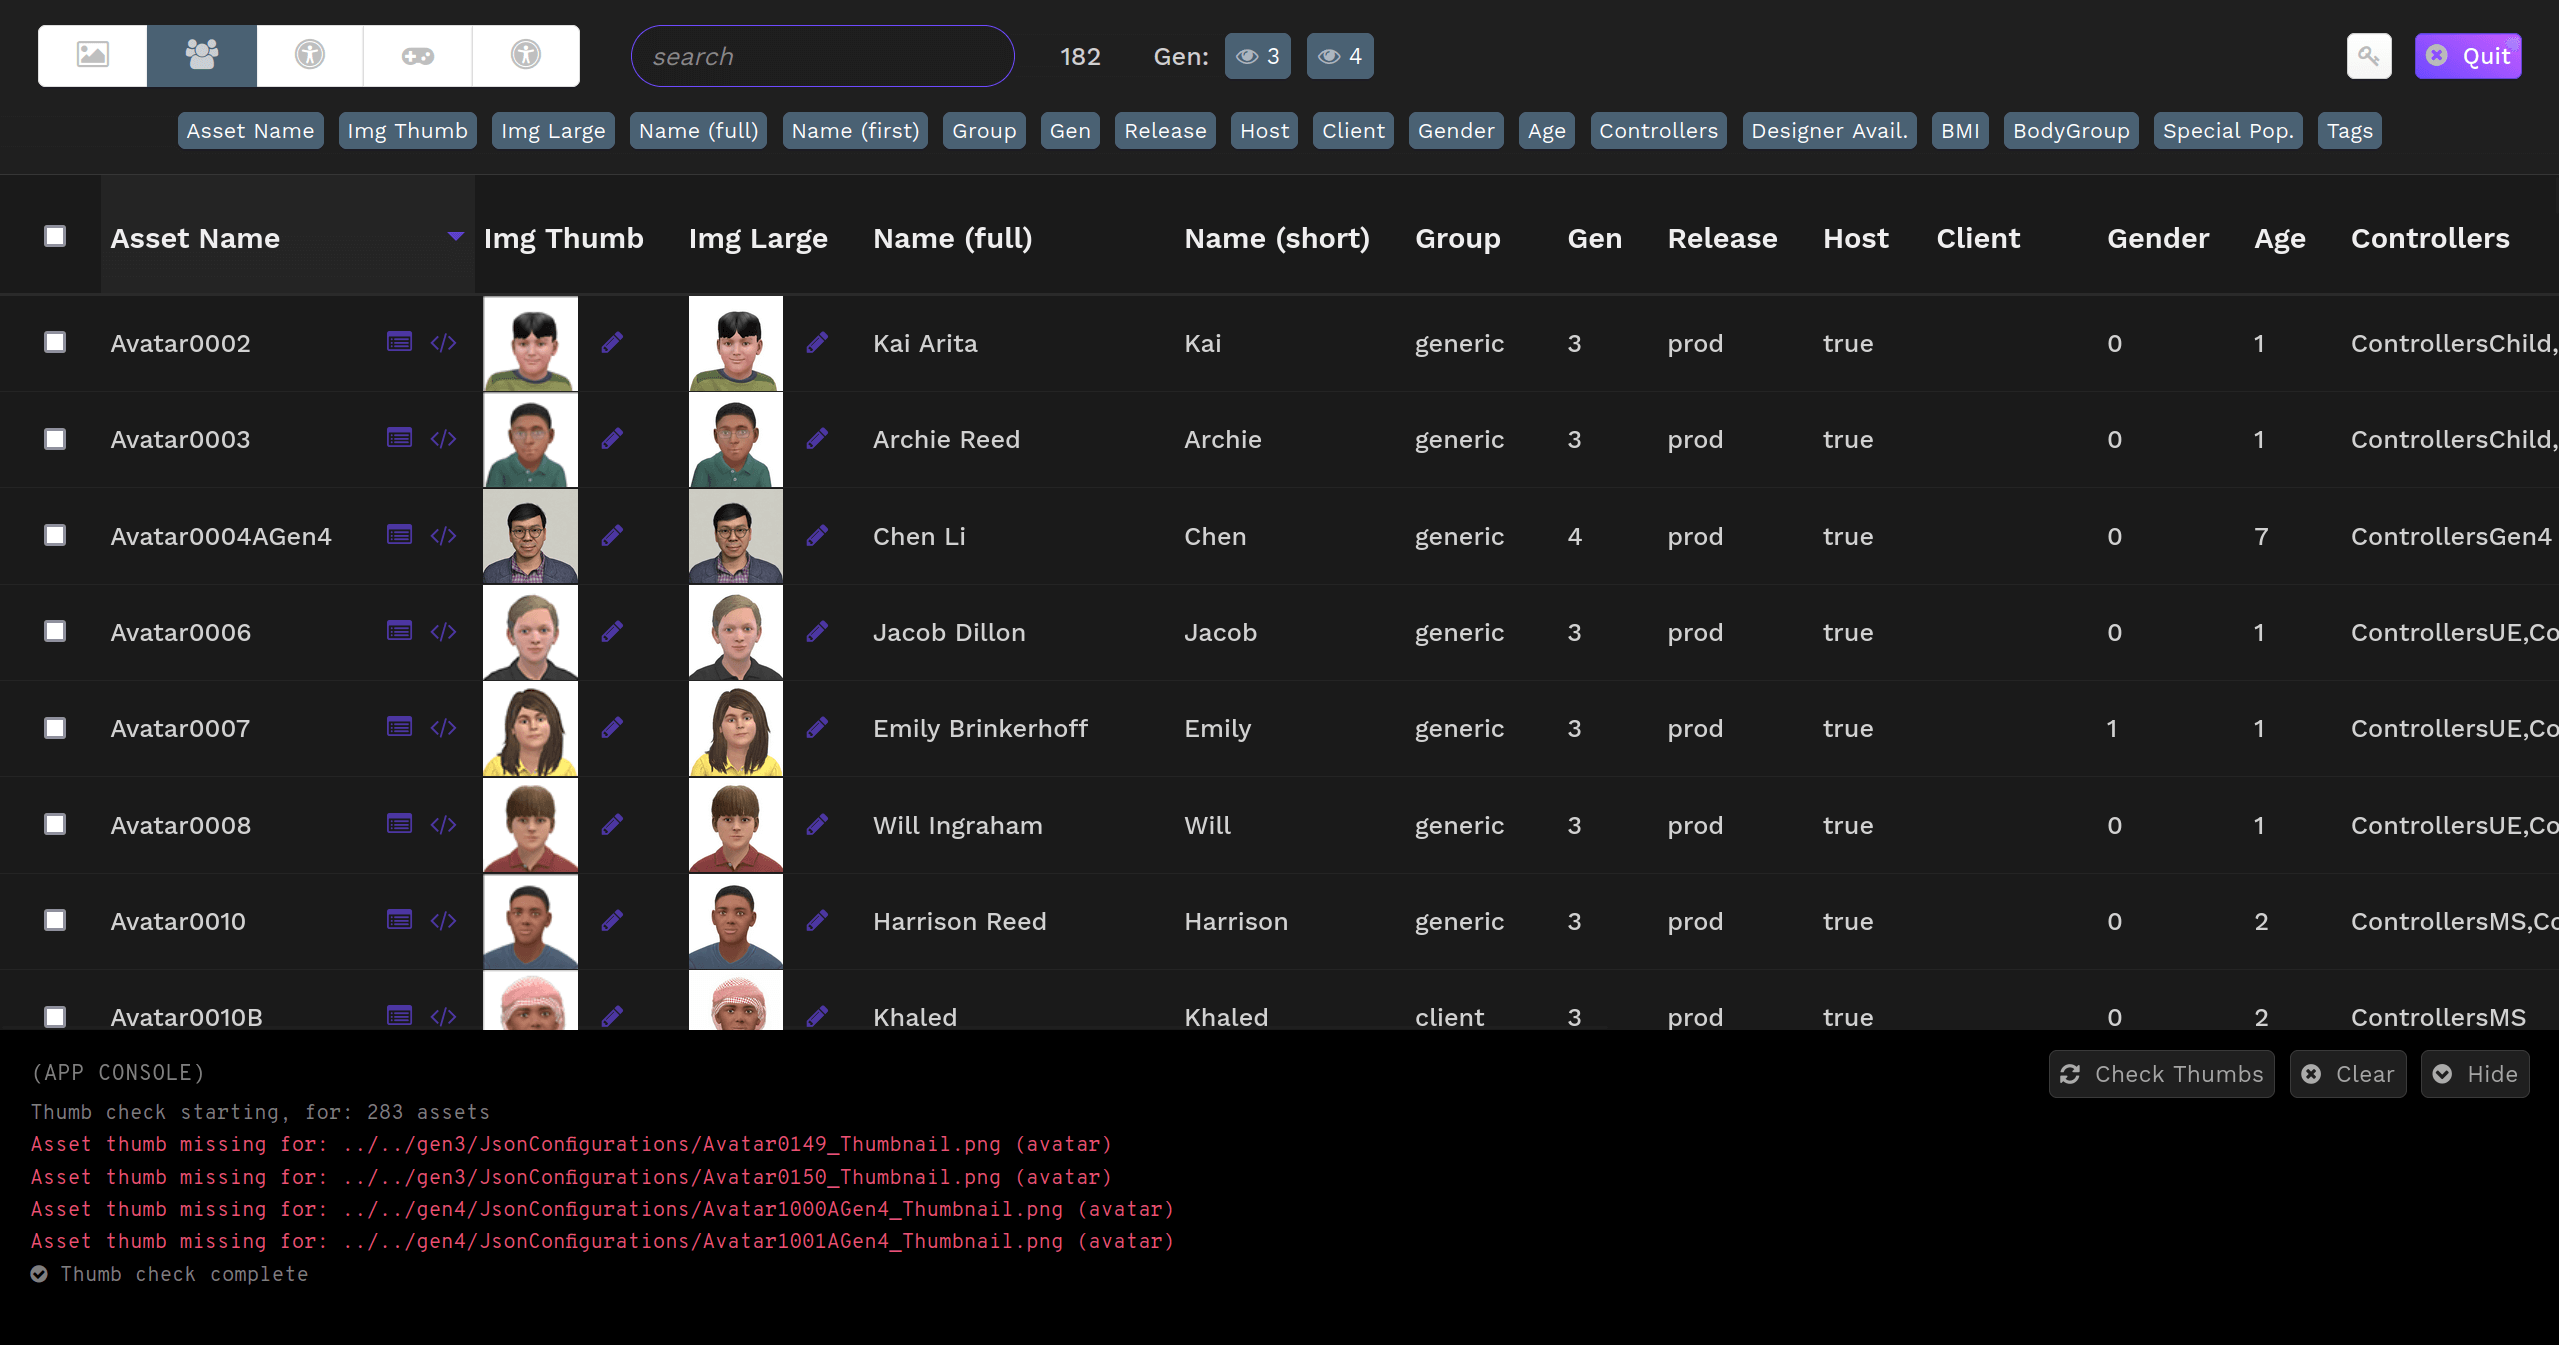 search 182 Gen: 3 4 Quit
Asset Name Img Thumb Img Large Name (full) Name (first) Group Gen Release Host Client Gender Age Controllers Designer Avail. BMI BodyGroup Special Pop. Tags
Asset Name Img Thumb Img Large Name (full) Name (short) Group Gen Release Host Client Gender Age Controllers
Avatar0002 </> Kai Arita Kai generic 3 prod true 0 1 ControllersChild,
Avatar0003 </> Archie Reed Archie generic 3 prod true 0 1 ControllersChild,
Avatar0004AGen4 </> Chen Li Chen generic 4 prod true 0 7 ControllersGen4
Avatar0006 </> Jacob Dillon Jacob generic 3 prod true 0 1 ControllersUE,Co
Avatar0007 </> Emily Brinkerhoff Emily generic 3 prod true 1 1 ControllersUE,Co
Avatar0008 </> Will Ingraham Will generic 3 prod true 0 1 ControllersUE,Co
Avatar0010 </> Harrison Reed Harrison generic 3 prod true 0 2 ControllersMS,Co
Avatar0010B </> Khaled Khaled client 3 prod true 0 2 ControllersMS
(APP CONSOLE) Check Thumbs Clear Hide
Thumb check starting, for: 283 assets
Asset thumb missing for: ../../gen3/JsonConfigurations/Avatar0149_Thumbnail.png (avatar)
Asset thumb missing for: ../../gen3/JsonConfigurations/Avatar0150_Thumbnail.png (avatar)
Asset thumb missing for: ../../gen4/JsonConfigurations/Avatar1000AGen4_Thumbnail.png (avatar)
Asset thumb missing for: ../../gen4/JsonConfigurations/Avatar1001AGen4_Thumbnail.png (avatar)
Thumb check complete